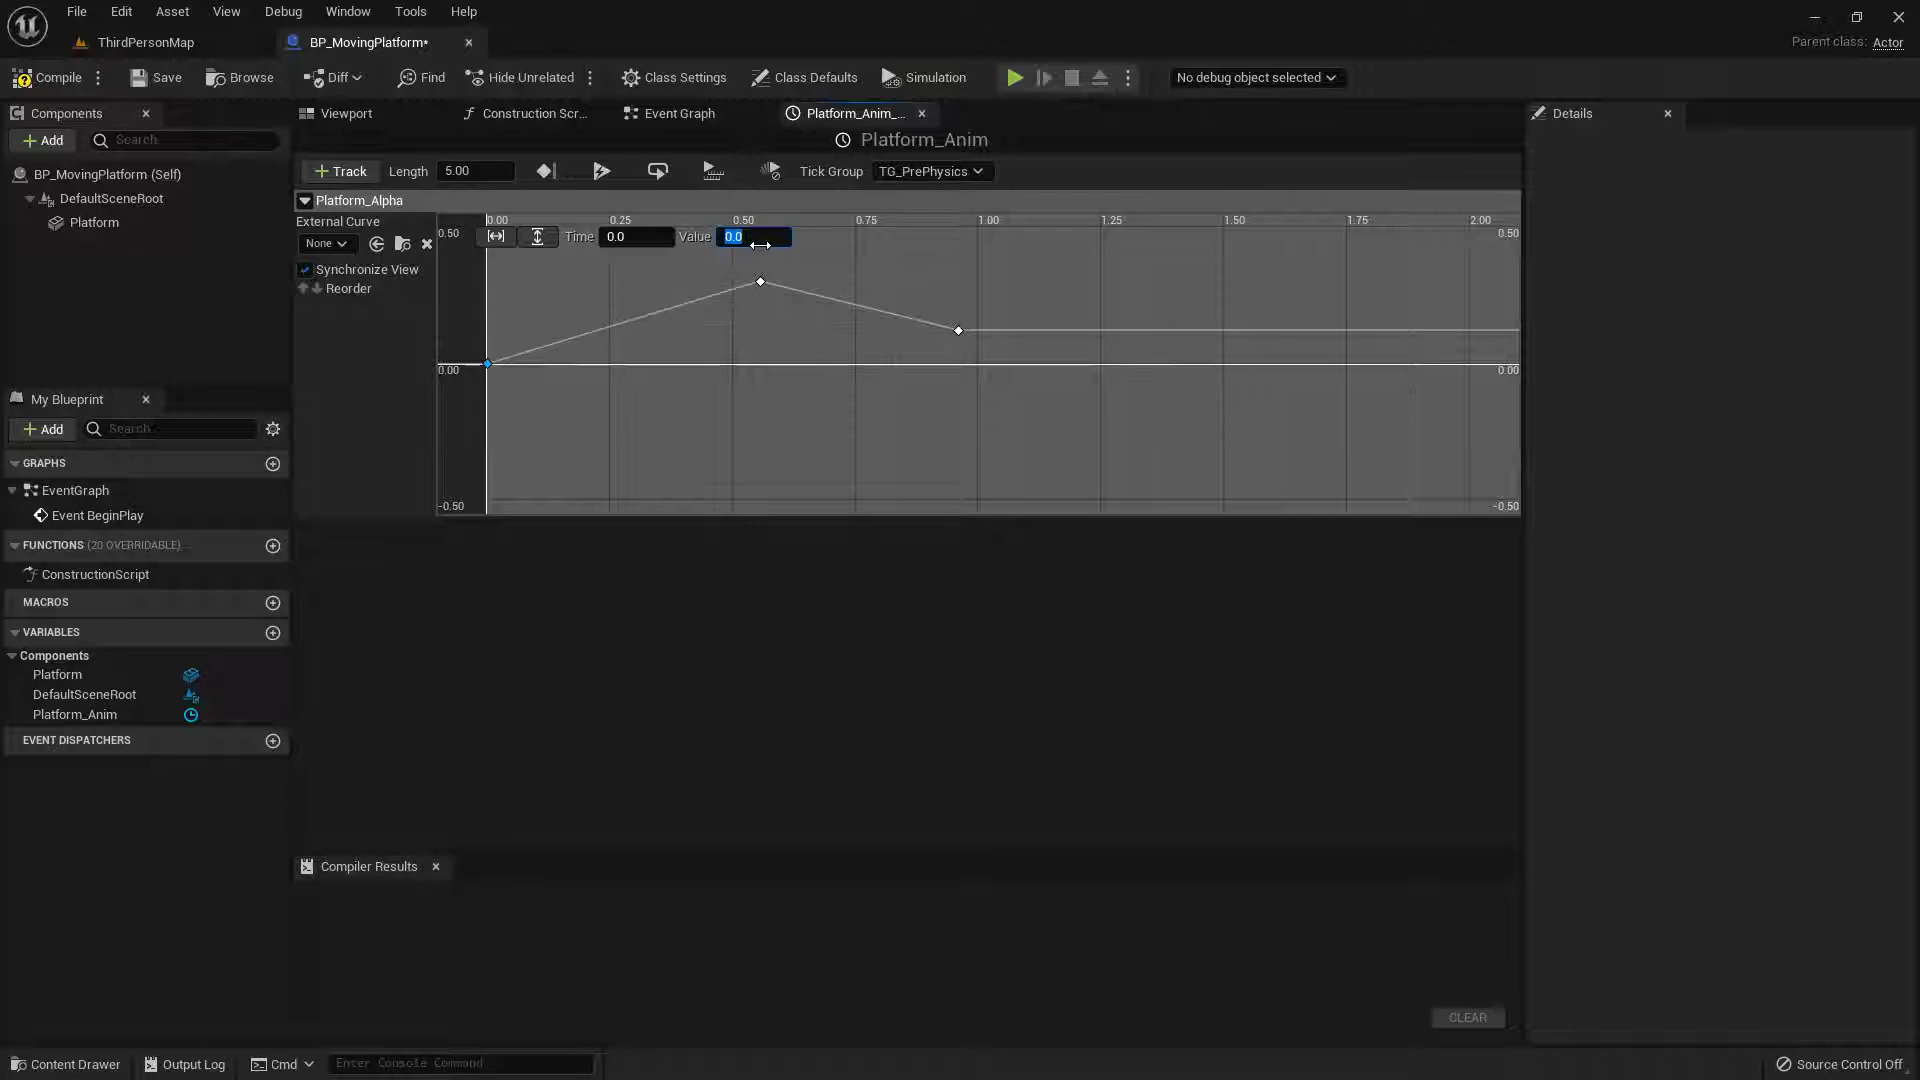 File Edit Asset View Debug Window Tools Help
ThirdPersonMap
BP_MovingPlatform*
Parent class: Actor
Compile
Save
Browse
Diff
Find
Hide Unrelated
Class Settings
Class Defaults
Simulation
No debug object selected
Components
Add
Search
BP_MovingPlatform (Self)
DefaultSceneRoot
Platform
Viewport
Construction Scr...
Event Graph
Platform_Anim_...
Platform_Anim
Track
Length 5.00
Tick Group TG_PrePhysics
Platform_Alpha
External Curve
None
Synchronize View
Reorder
0.00 0.25 0.50 0.75 1.00 1.25 1.50 1.75 2.00
0.50 Time 0.0 Value 0.0 0.50
0.00 0.00
-0.50 -0.50
Details
My Blueprint
Add
Search
GRAPHS
EventGraph
Event BeginPlay
FUNCTIONS (20 OVERRIDABLE)
ConstructionScript
MACROS
VARIABLES
Components
Platform
DefaultSceneRoot
Platform_Anim
EVENT DISPATCHERS
Compiler Results
CLEAR
Content Drawer
Output Log
Cmd
Enter Console Command
Source Control Off